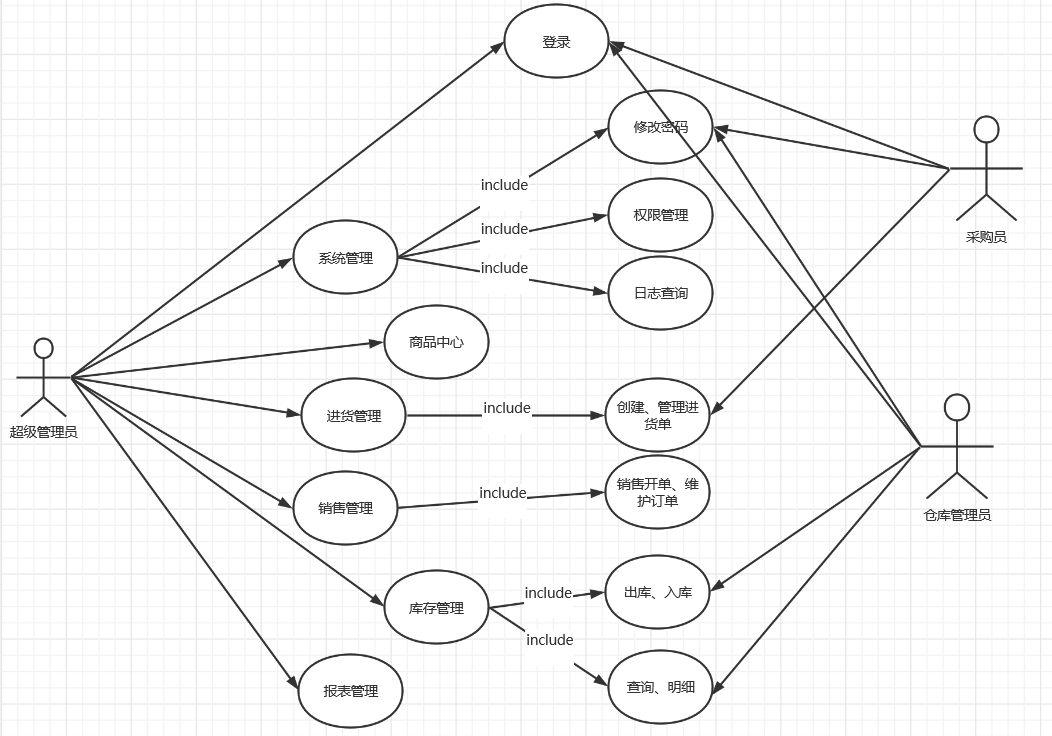 登录
修改密码
include
权限管理
include
采购员
系统管理
include
日志查询
商品中心
超级管理员
进货管理
include
创建、管理进
货单
销售管理
include
销售开单、维
护订单
仓库管理员
库存管理
include
出库、入库
include
报表管理
查询、明细